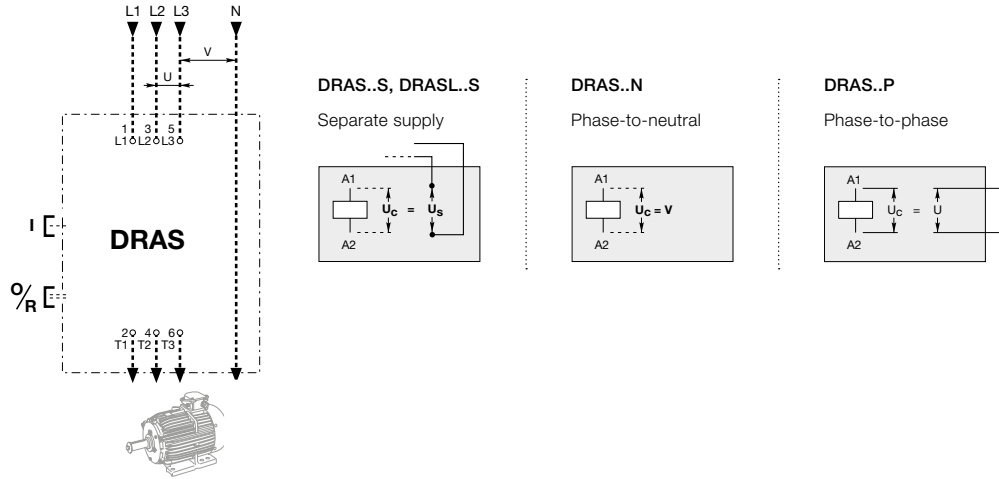 L1 L2 L3 N
V
U
1 3 5
L1 L2 L3
I
DRAS
O/R
2 4 6
T1 T2 T3
DRAS..S, DRASL..S
Separate supply
A1
Uc = Us
A2
DRAS..N
Phase-to-neutral
A1
Uc = V
A2
DRAS..P
Phase-to-phase
A1
Uc = U
A2